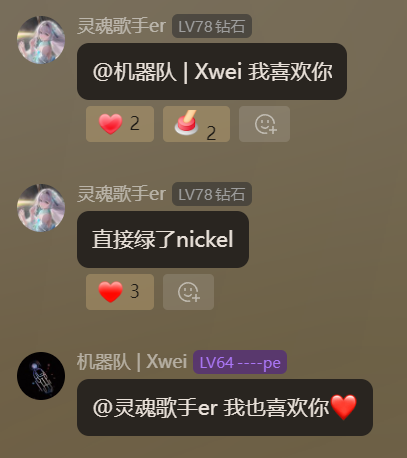 灵魂歌手er LV78 钻石
@机器队 | Xwei 我喜欢你
2 2
灵魂歌手er LV78 钻石
直接绿了nickel
3
机器队 | Xwei LV64 ----pe
@灵魂歌手er 我也喜欢你❤️